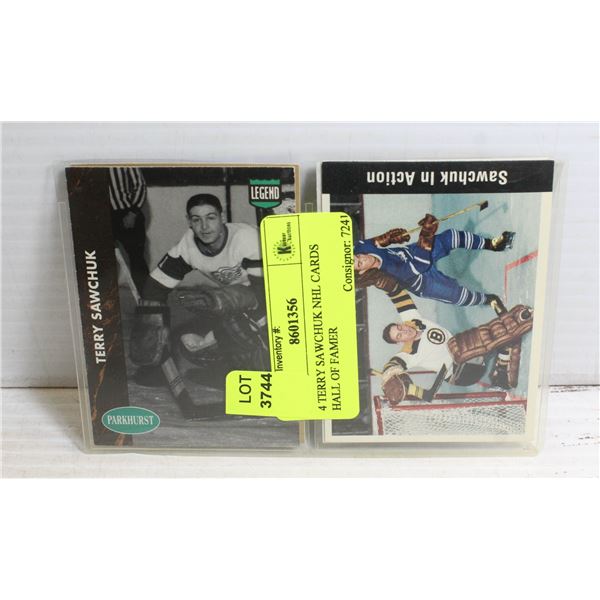 LEGEND
TERRY SAWCHUK
PARKHURST
Sawchuk In Action
B
LOT
3744
Inventory #:
8601356
4 TERRY SAWCHUK NHL CARDS
HALL OF FAMER
Consignor: 7241